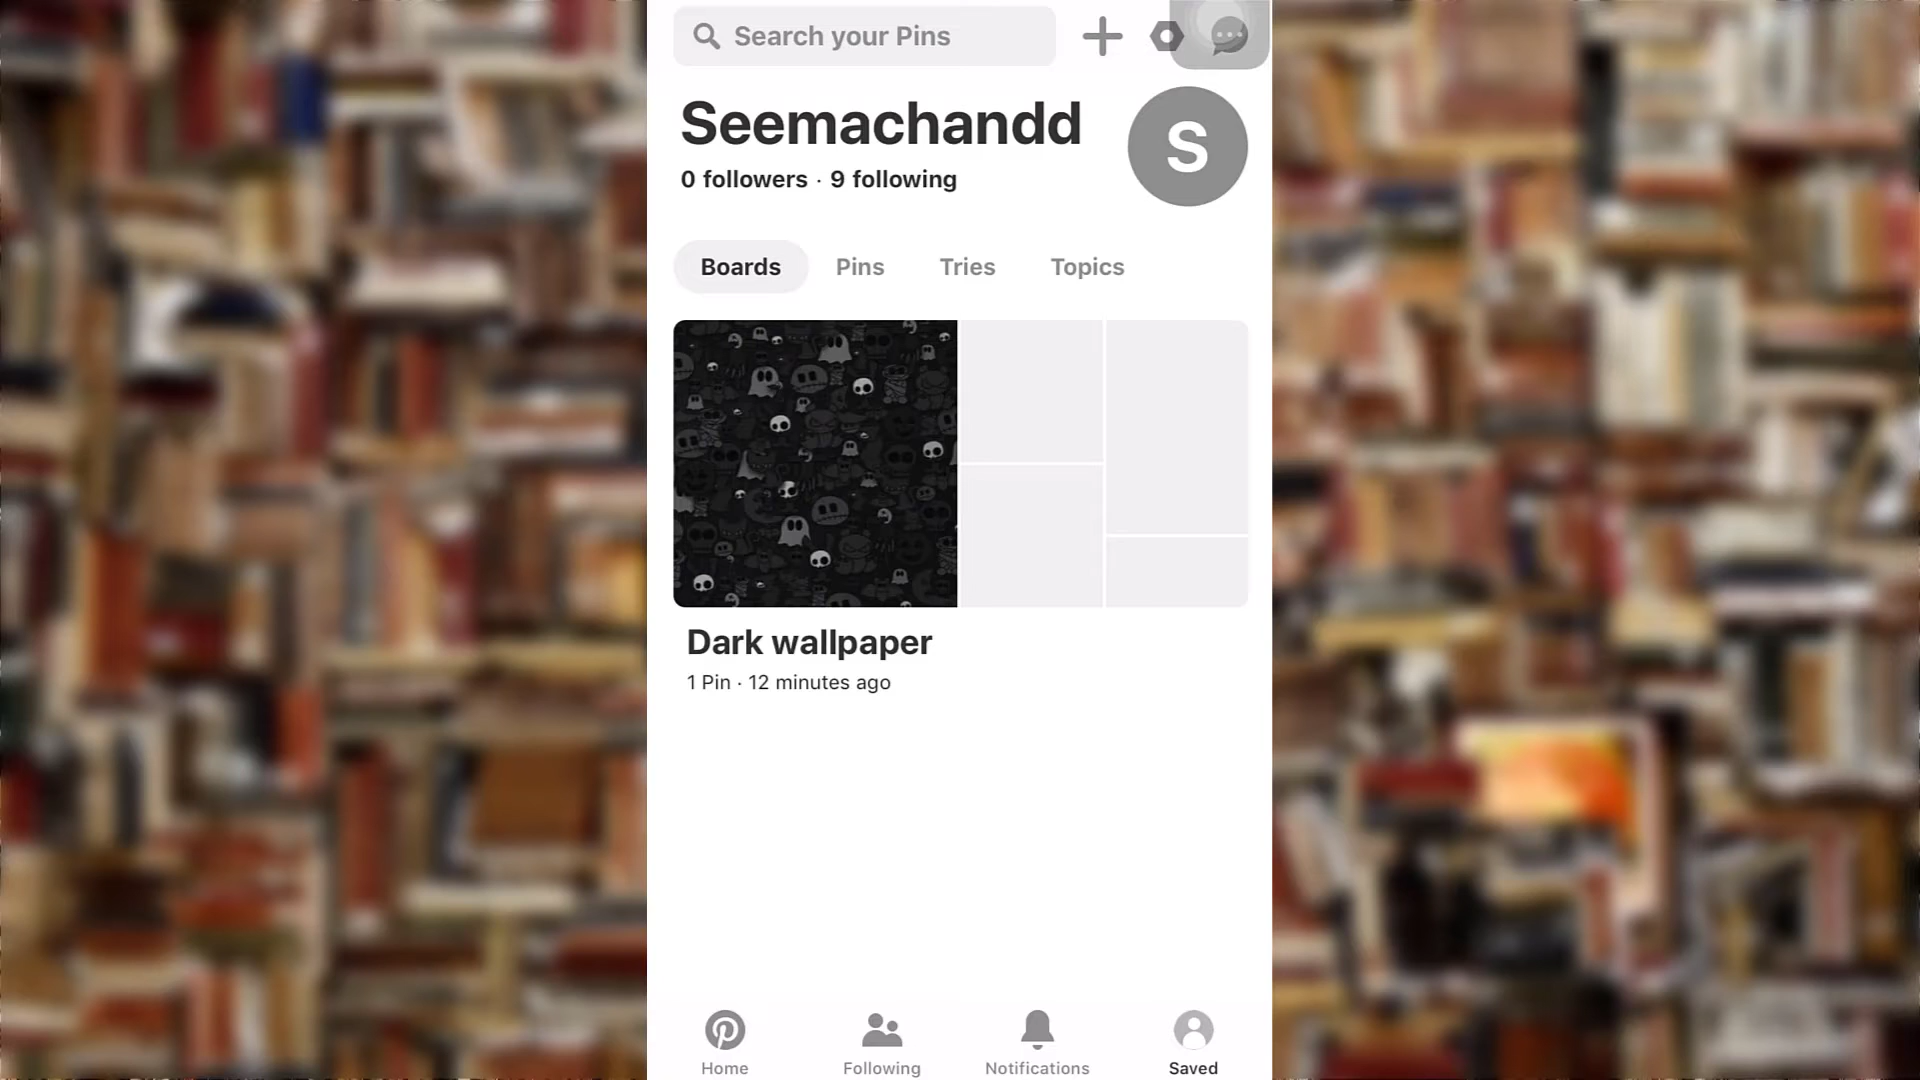 Search your Pins
Seemachandd
S
0 followers · 9 following
Boards Pins Tries Topics
Dark wallpaper
1 Pin · 12 minutes ago
Home Following Notifications Saved